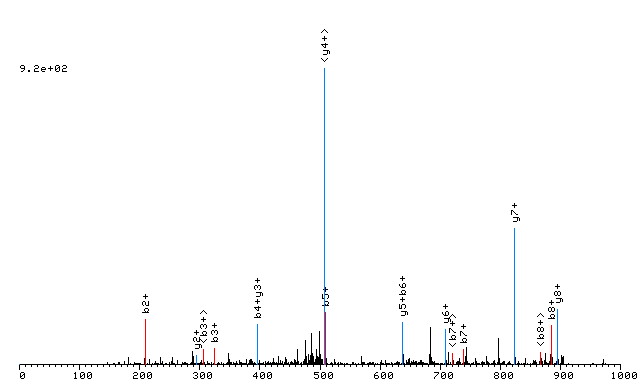 9.2e+02
<y4+>
y7+
b2+
y2+
<b3+>
b3+
b4+y3+
b5+
y5+b6+
y6+
<b7+>
b7+
<b8+>
b8+
y8+
0 100 200 300 400 500 600 700 800 900 1000